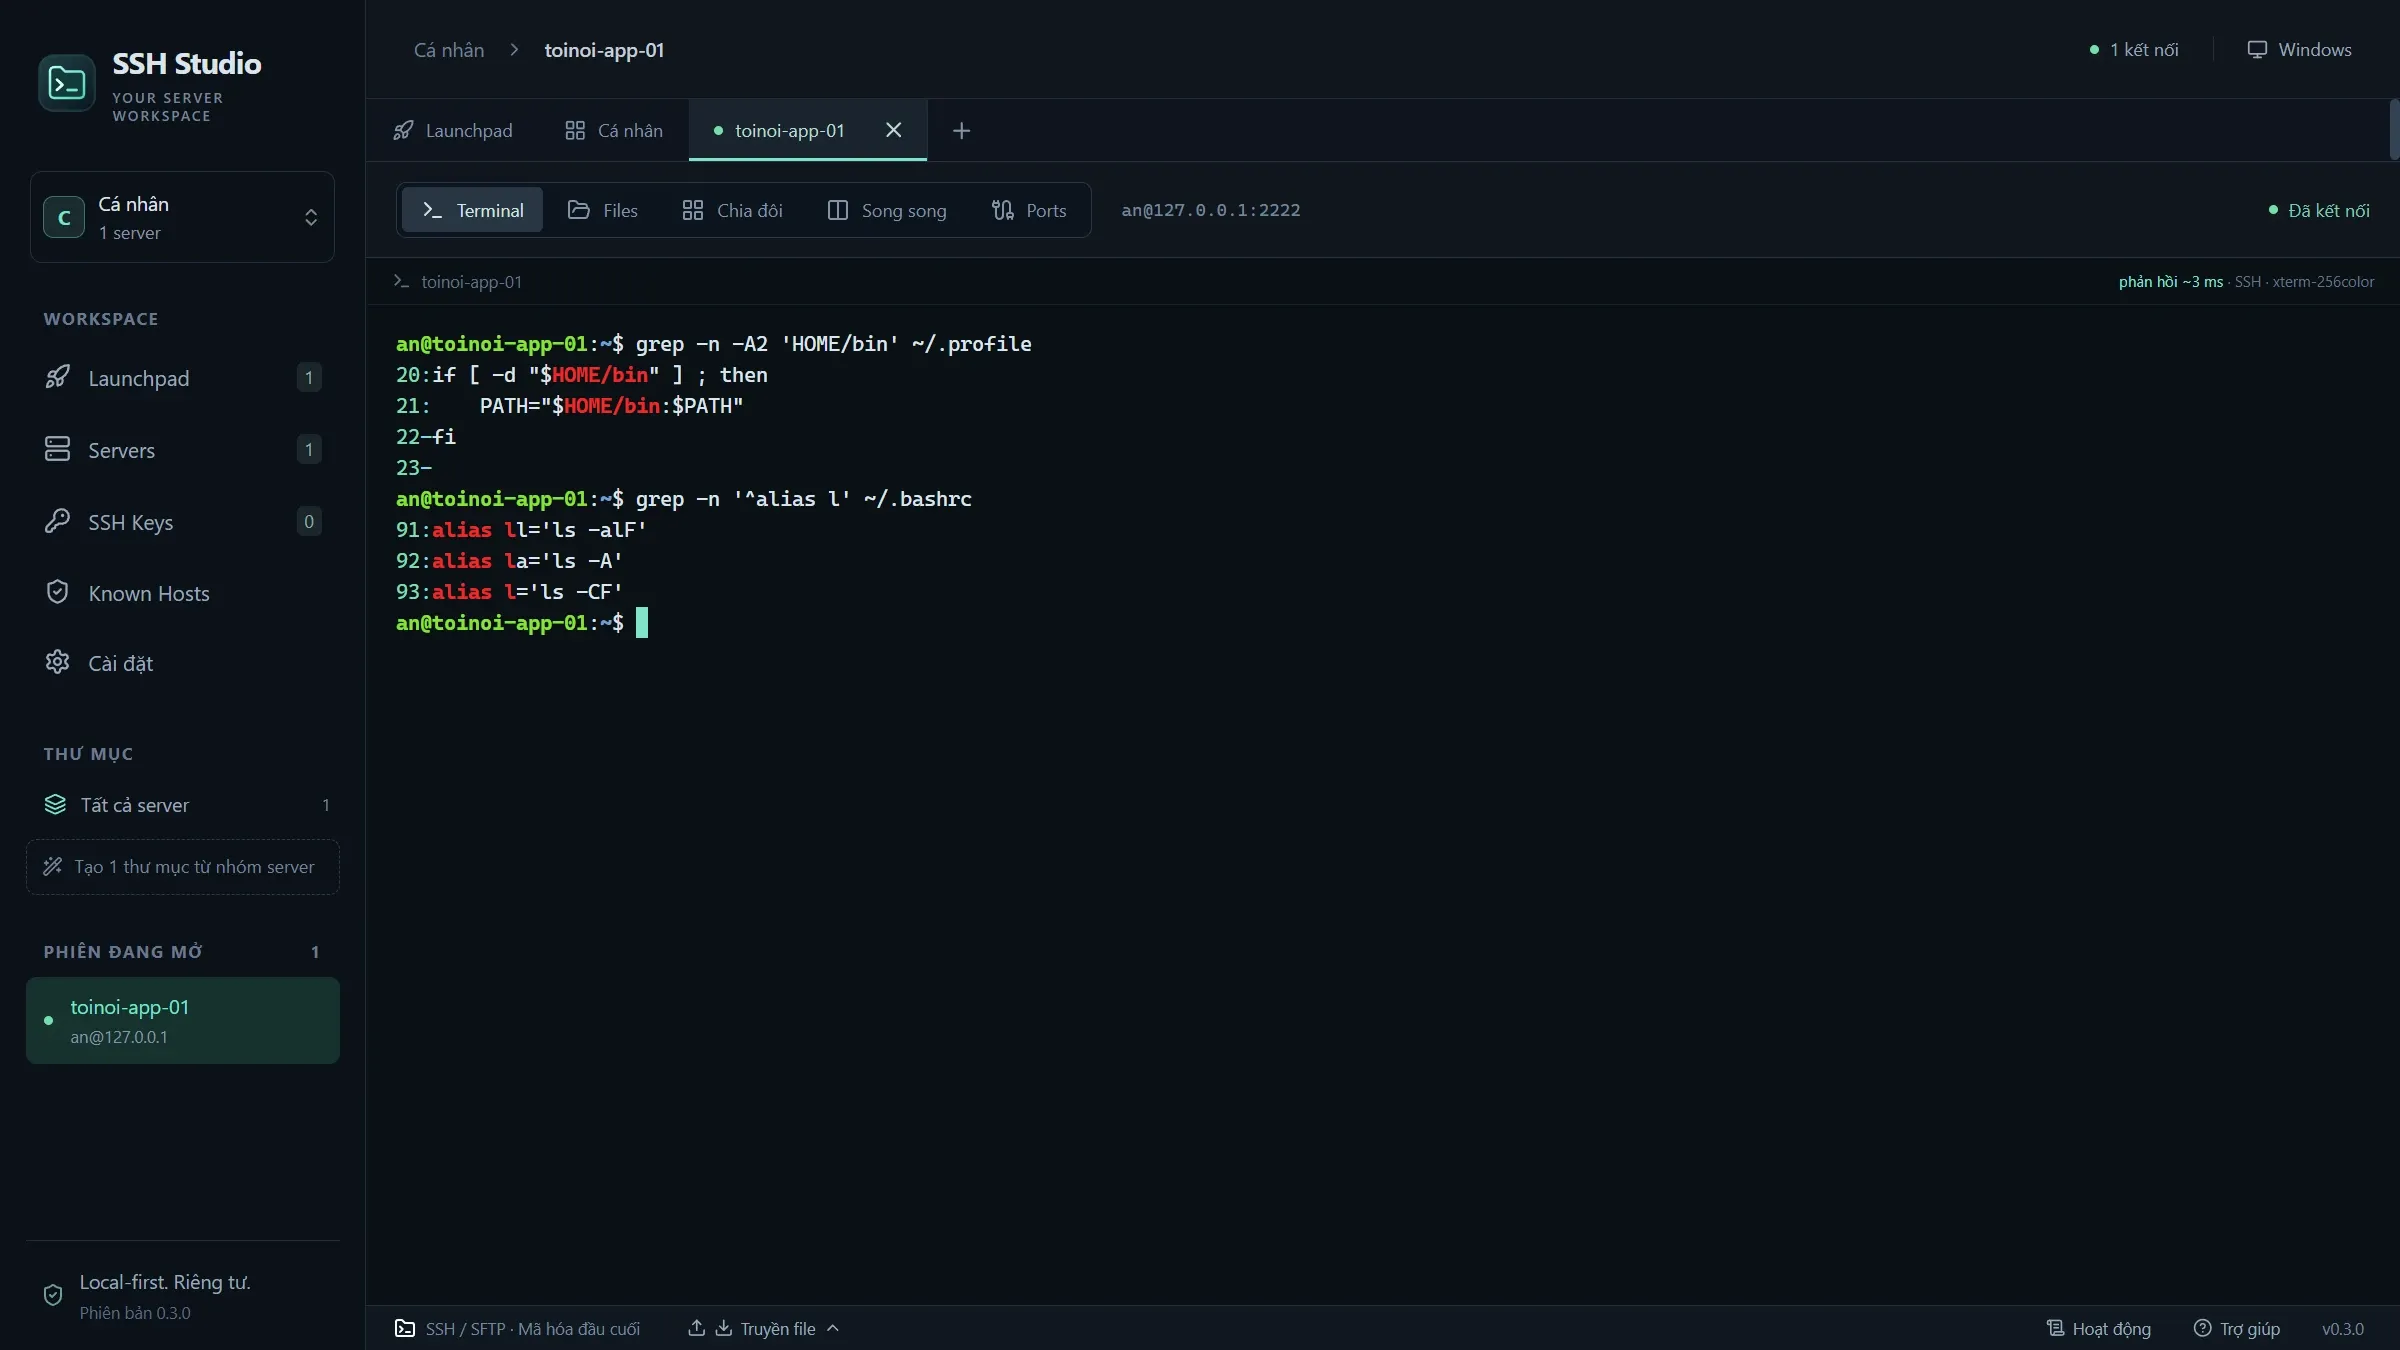 SSH Studio
YOUR SERVER
WORKSPACE
C
Cá nhân
1 server
WORKSPACE
Launchpad 1
Servers 1
SSH Keys 0
Known Hosts
Cài đặt
THƯ MỤC
Tất cả server 1
Tạo 1 thư mục từ nhóm server
PHIÊN ĐANG MỞ 1
toinoi-app-01
an@127.0.0.1
Local-first. Riêng tư.
Phiên bản 0.3.0
Cá nhân > toinoi-app-01
1 kết nối
Windows
Launchpad
Cá nhân
toinoi-app-01
Terminal
Files
Chia đôi
Song song
Ports
an@127.0.0.1:2222
Đã kết nối
toinoi-app-01
phản hồi ~3 ms · SSH · xterm-256color
an@toinoi-app-01:~$ grep -n -A2 'HOME/bin' ~/.profile
20:if [ -d "$HOME/bin" ] ; then
21:    PATH="$HOME/bin:$PATH"
22-fi
23-
an@toinoi-app-01:~$ grep -n '^alias l' ~/.bashrc
91:alias ll='ls -alF'
92:alias la='ls -A'
93:alias l='ls -CF'
an@toinoi-app-01:~$
SSH / SFTP · Mã hóa đầu cuối
Truyền file
Hoạt động
Trợ giúp
v0.3.0